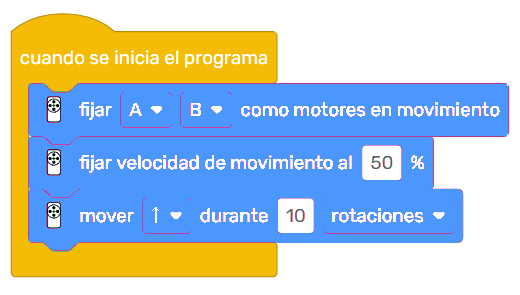 cuando se inicia el programa
fijar A B como motores en movimiento
fijar velocidad de movimiento al 50 %
mover ↑ durante 10 rotaciones